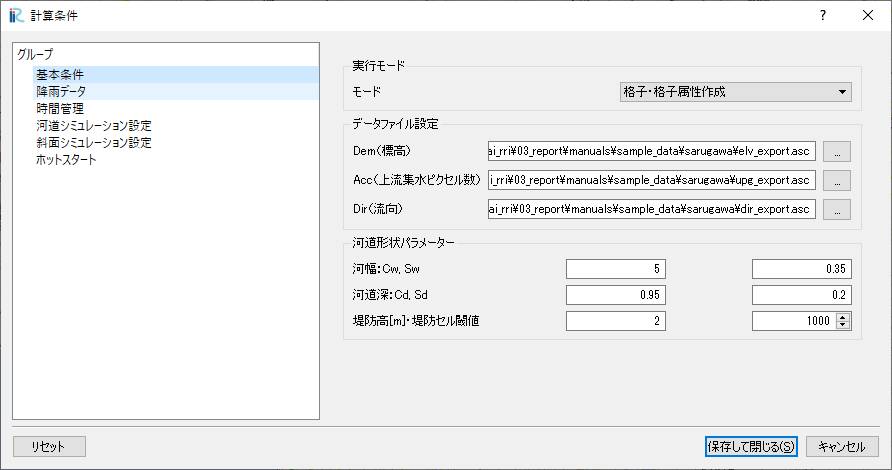 計算条件
グループ
基本条件
降雨データ
時間管理
河道シミュレーション設定
斜面シミュレーション設定
ホットスタート
実行モード
モード 格子・格子属性作成
データファイル設定
Dem(標高) ai_rri¥03_report¥manuals¥sample_data¥sarugawa¥elv_export.asc ...
Acc(上流集水ピクセル数) i_rri¥03_report¥manuals¥sample_data¥sarugawa¥upg_export.asc ...
Dir(流向) ai_rri¥03_report¥manuals¥sample_data¥sarugawa¥dir_export.asc ...
河道形状パラメーター
河幅:Cw, Sw 5 0.35
河道深:Cd, Sd 0.95 0.2
堤防高[m]・堤防セル閾値 2 1000
リセット 保存して閉じる(S) キャンセル